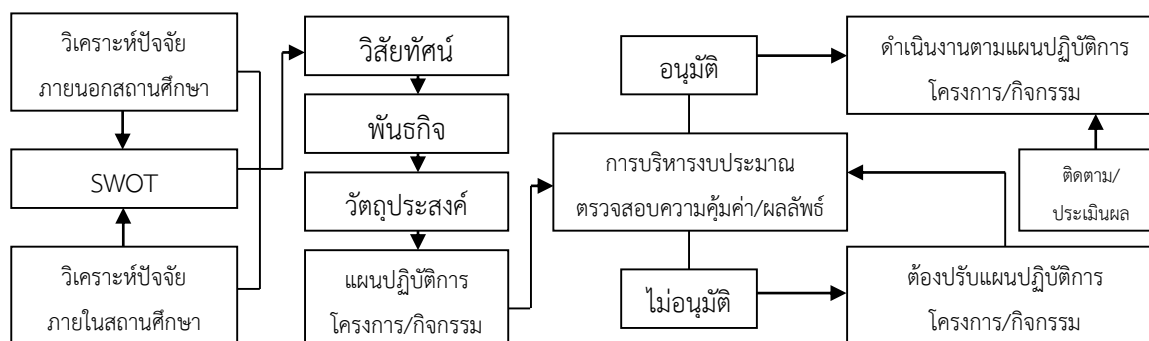 วิเคราะห์ปัจจัย
ภายนอกสถานศึกษา
SWOT
วิเคราะห์ปัจจัย
ภายในสถานศึกษา
วิสัยทัศน์
พันธกิจ
วัตถุประสงค์
แผนปฏิบัติการ
โครงการ/กิจกรรม
อนุมัติ
การบริหารงบประมาณ
ตรวจสอบความคุ้มค่า/ผลลัพธ์
ไม่อนุมัติ
ดำเนินงานตามแผนปฏิบัติการ
โครงการ/กิจกรรม
ติดตาม/
ประเมินผล
ต้องปรับแผนปฏิบัติการ
โครงการ/กิจกรรม